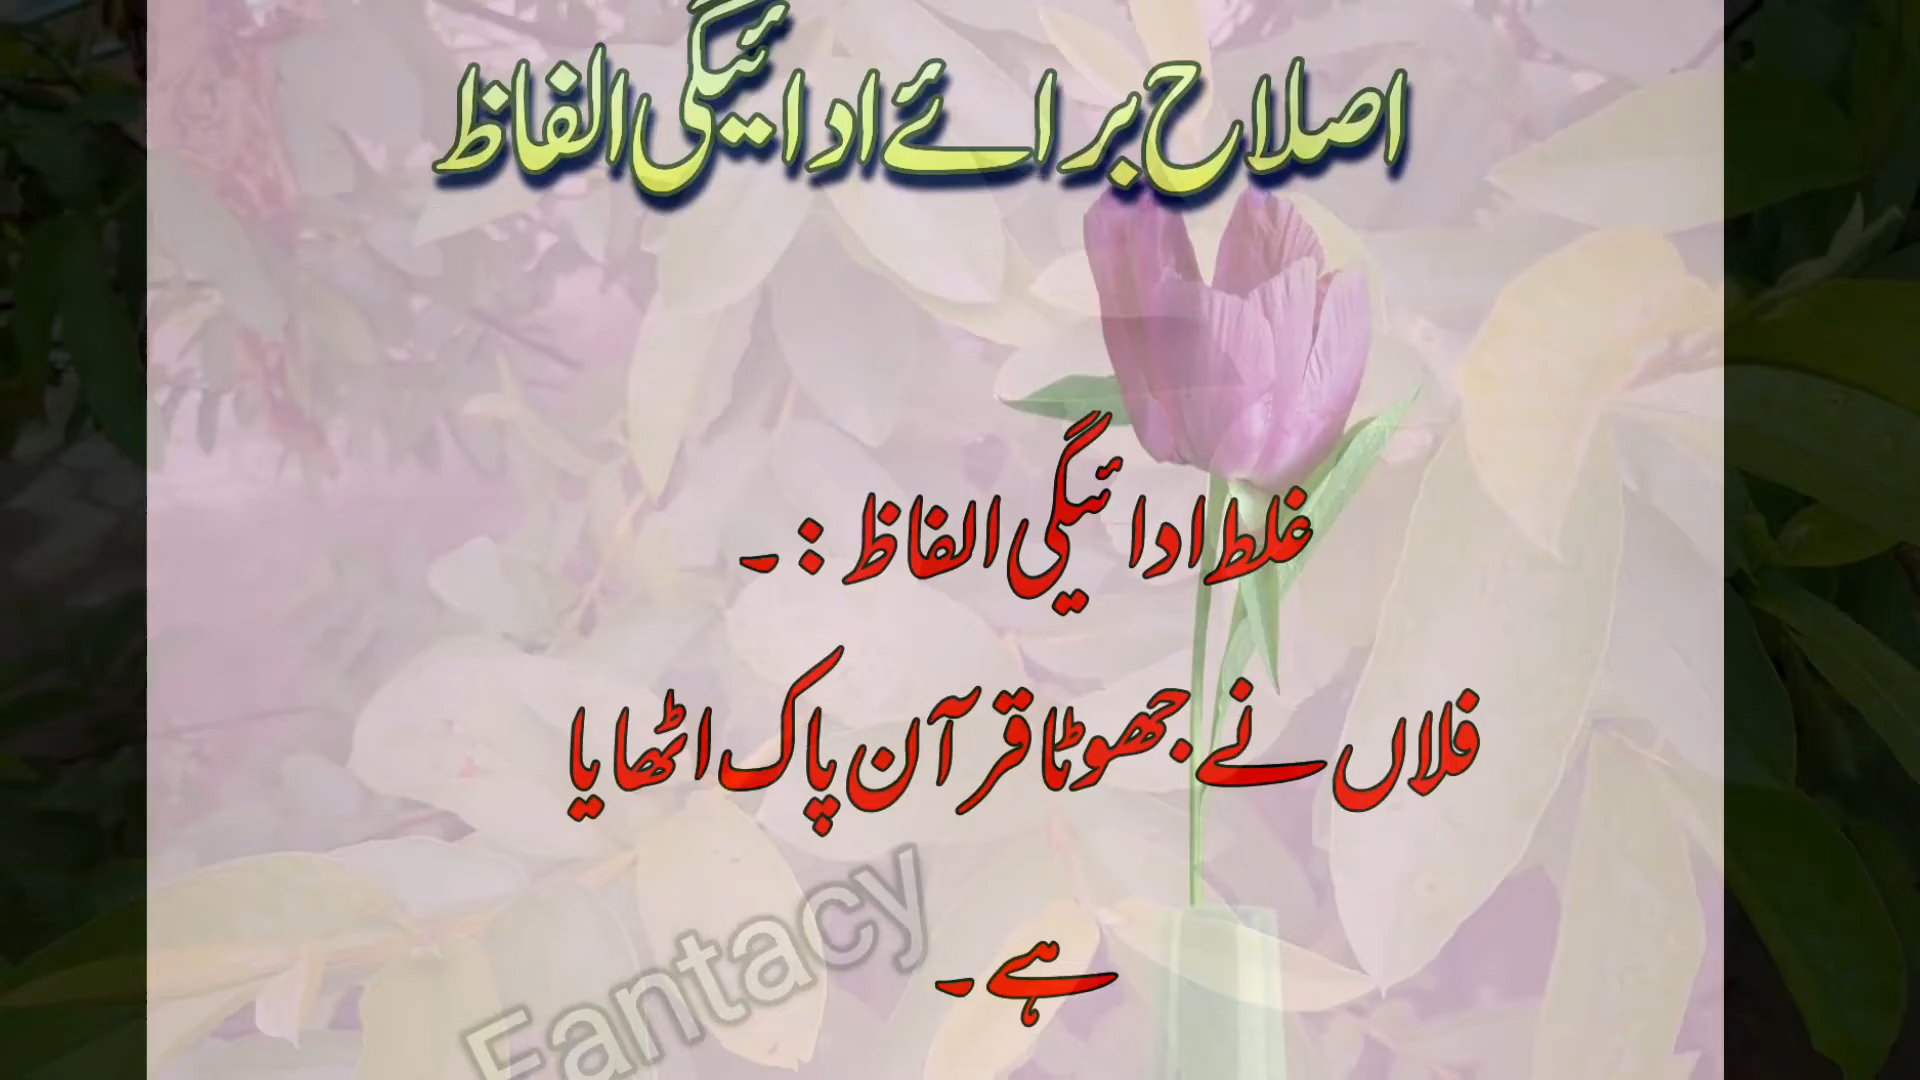 اصلاح برائے ادائیگی الفاظ
غلط ادائیگی الفاظ :۔
فلاں نے جھوٹا قرآن پاک اٹھایا
ہے ۔
Fantacy